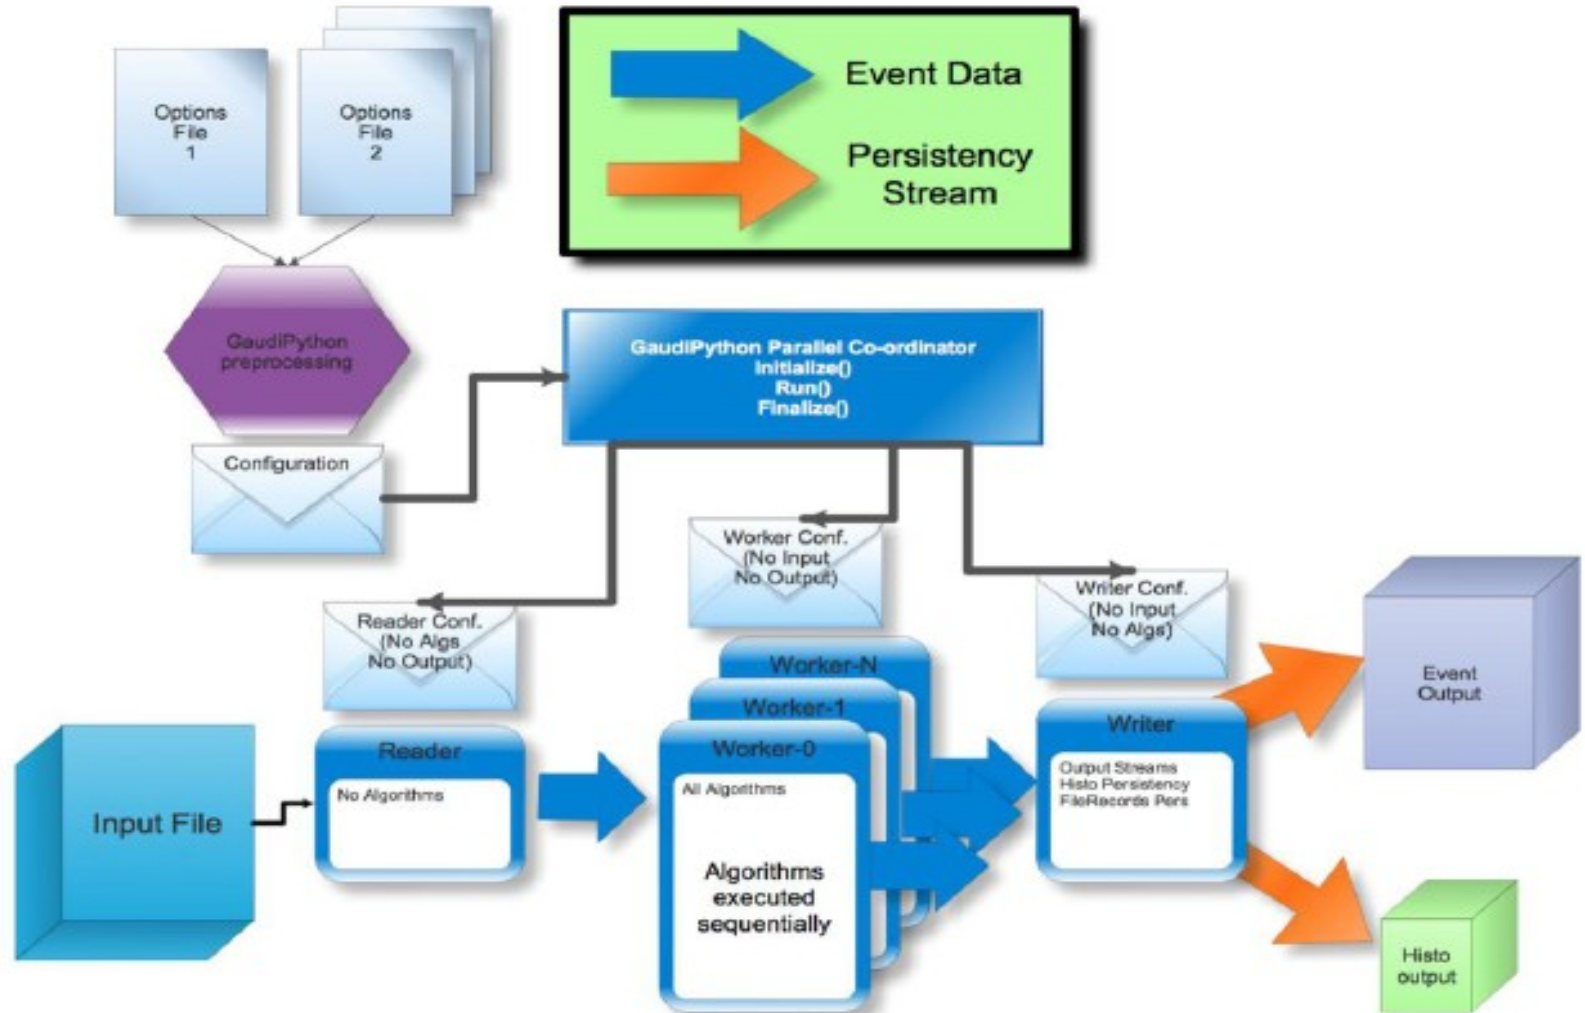 Options
File
1
Options
File
2
Event Data
Persistency
Stream
GaudiPython
preprocessing
GaudiPython Parallel Co-ordinator
Initialize()
Run()
Finalize()
Configuration
Worker Conf.
(No Input
No Output)
Writer Conf.
(No Input
No Algs)
Reader Conf.
(No Algs
No Output)
Event
Output
Worker-N
Worker-1
Worker-0
All Algorithms
Algorithms
executed
sequentially
Writer
Output Streams
Histo Persistency
FileRecords Pers
Reader
No Algorithms
Input File
Histo
output